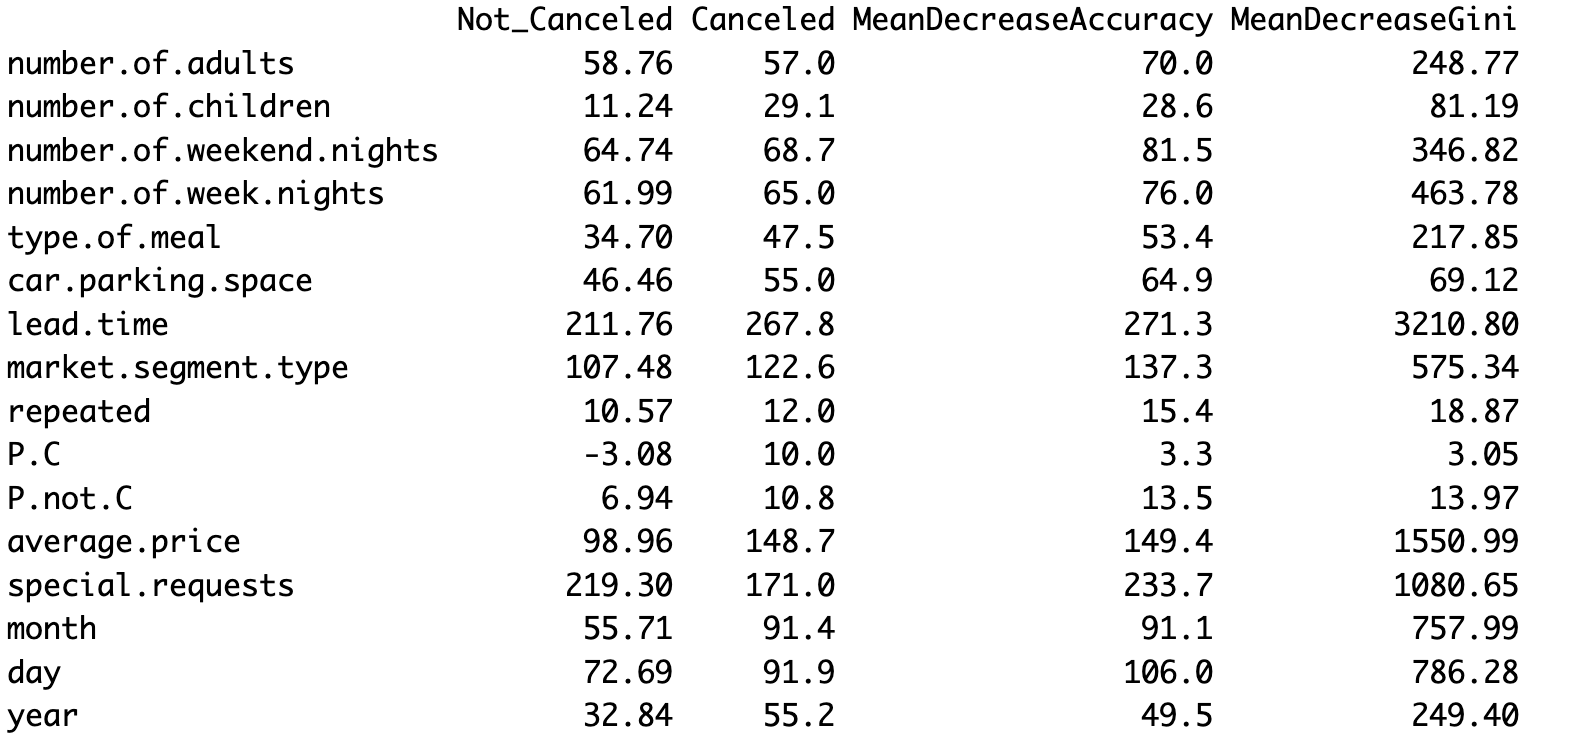 Not_Canceled Canceled MeanDecreaseAccuracy MeanDecreaseGini
number.of.adults 58.76 57.0 70.0 248.77
number.of.children 11.24 29.1 28.6 81.19
number.of.weekend.nights 64.74 68.7 81.5 346.82
number.of.week.nights 61.99 65.0 76.0 463.78
type.of.meal 34.70 47.5 53.4 217.85
car.parking.space 46.46 55.0 64.9 69.12
lead.time 211.76 267.8 271.3 3210.80
market.segment.type 107.48 122.6 137.3 575.34
repeated 10.57 12.0 15.4 18.87
P.C -3.08 10.0 3.3 3.05
P.not.C 6.94 10.8 13.5 13.97
average.price 98.96 148.7 149.4 1550.99
special.requests 219.30 171.0 233.7 1080.65
month 55.71 91.4 91.1 757.99
day 72.69 91.9 106.0 786.28
year 32.84 55.2 49.5 249.40